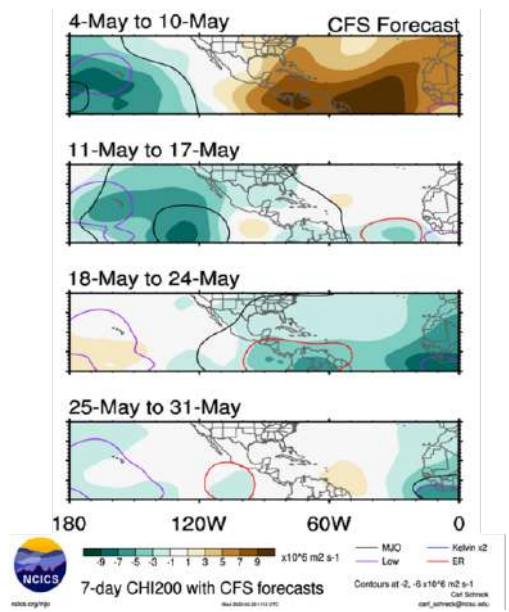 4-May to 10-May CFS Forecast
11-May to 17-May
18-May to 24-May
25-May to 31-May
180 120W 60W 0
-9 -7 -5 -3 -1 1 3 5 7 9 x10^6 m2 s-1
7-day CHI200 with CFS forecasts
MJO Kelvin x2
Low ER
Contours at -2, -6 x10^6 m2 s-1
Carl Schreck
carl_schreck@ncsu.edu
NCICS
ncics.org/mjo